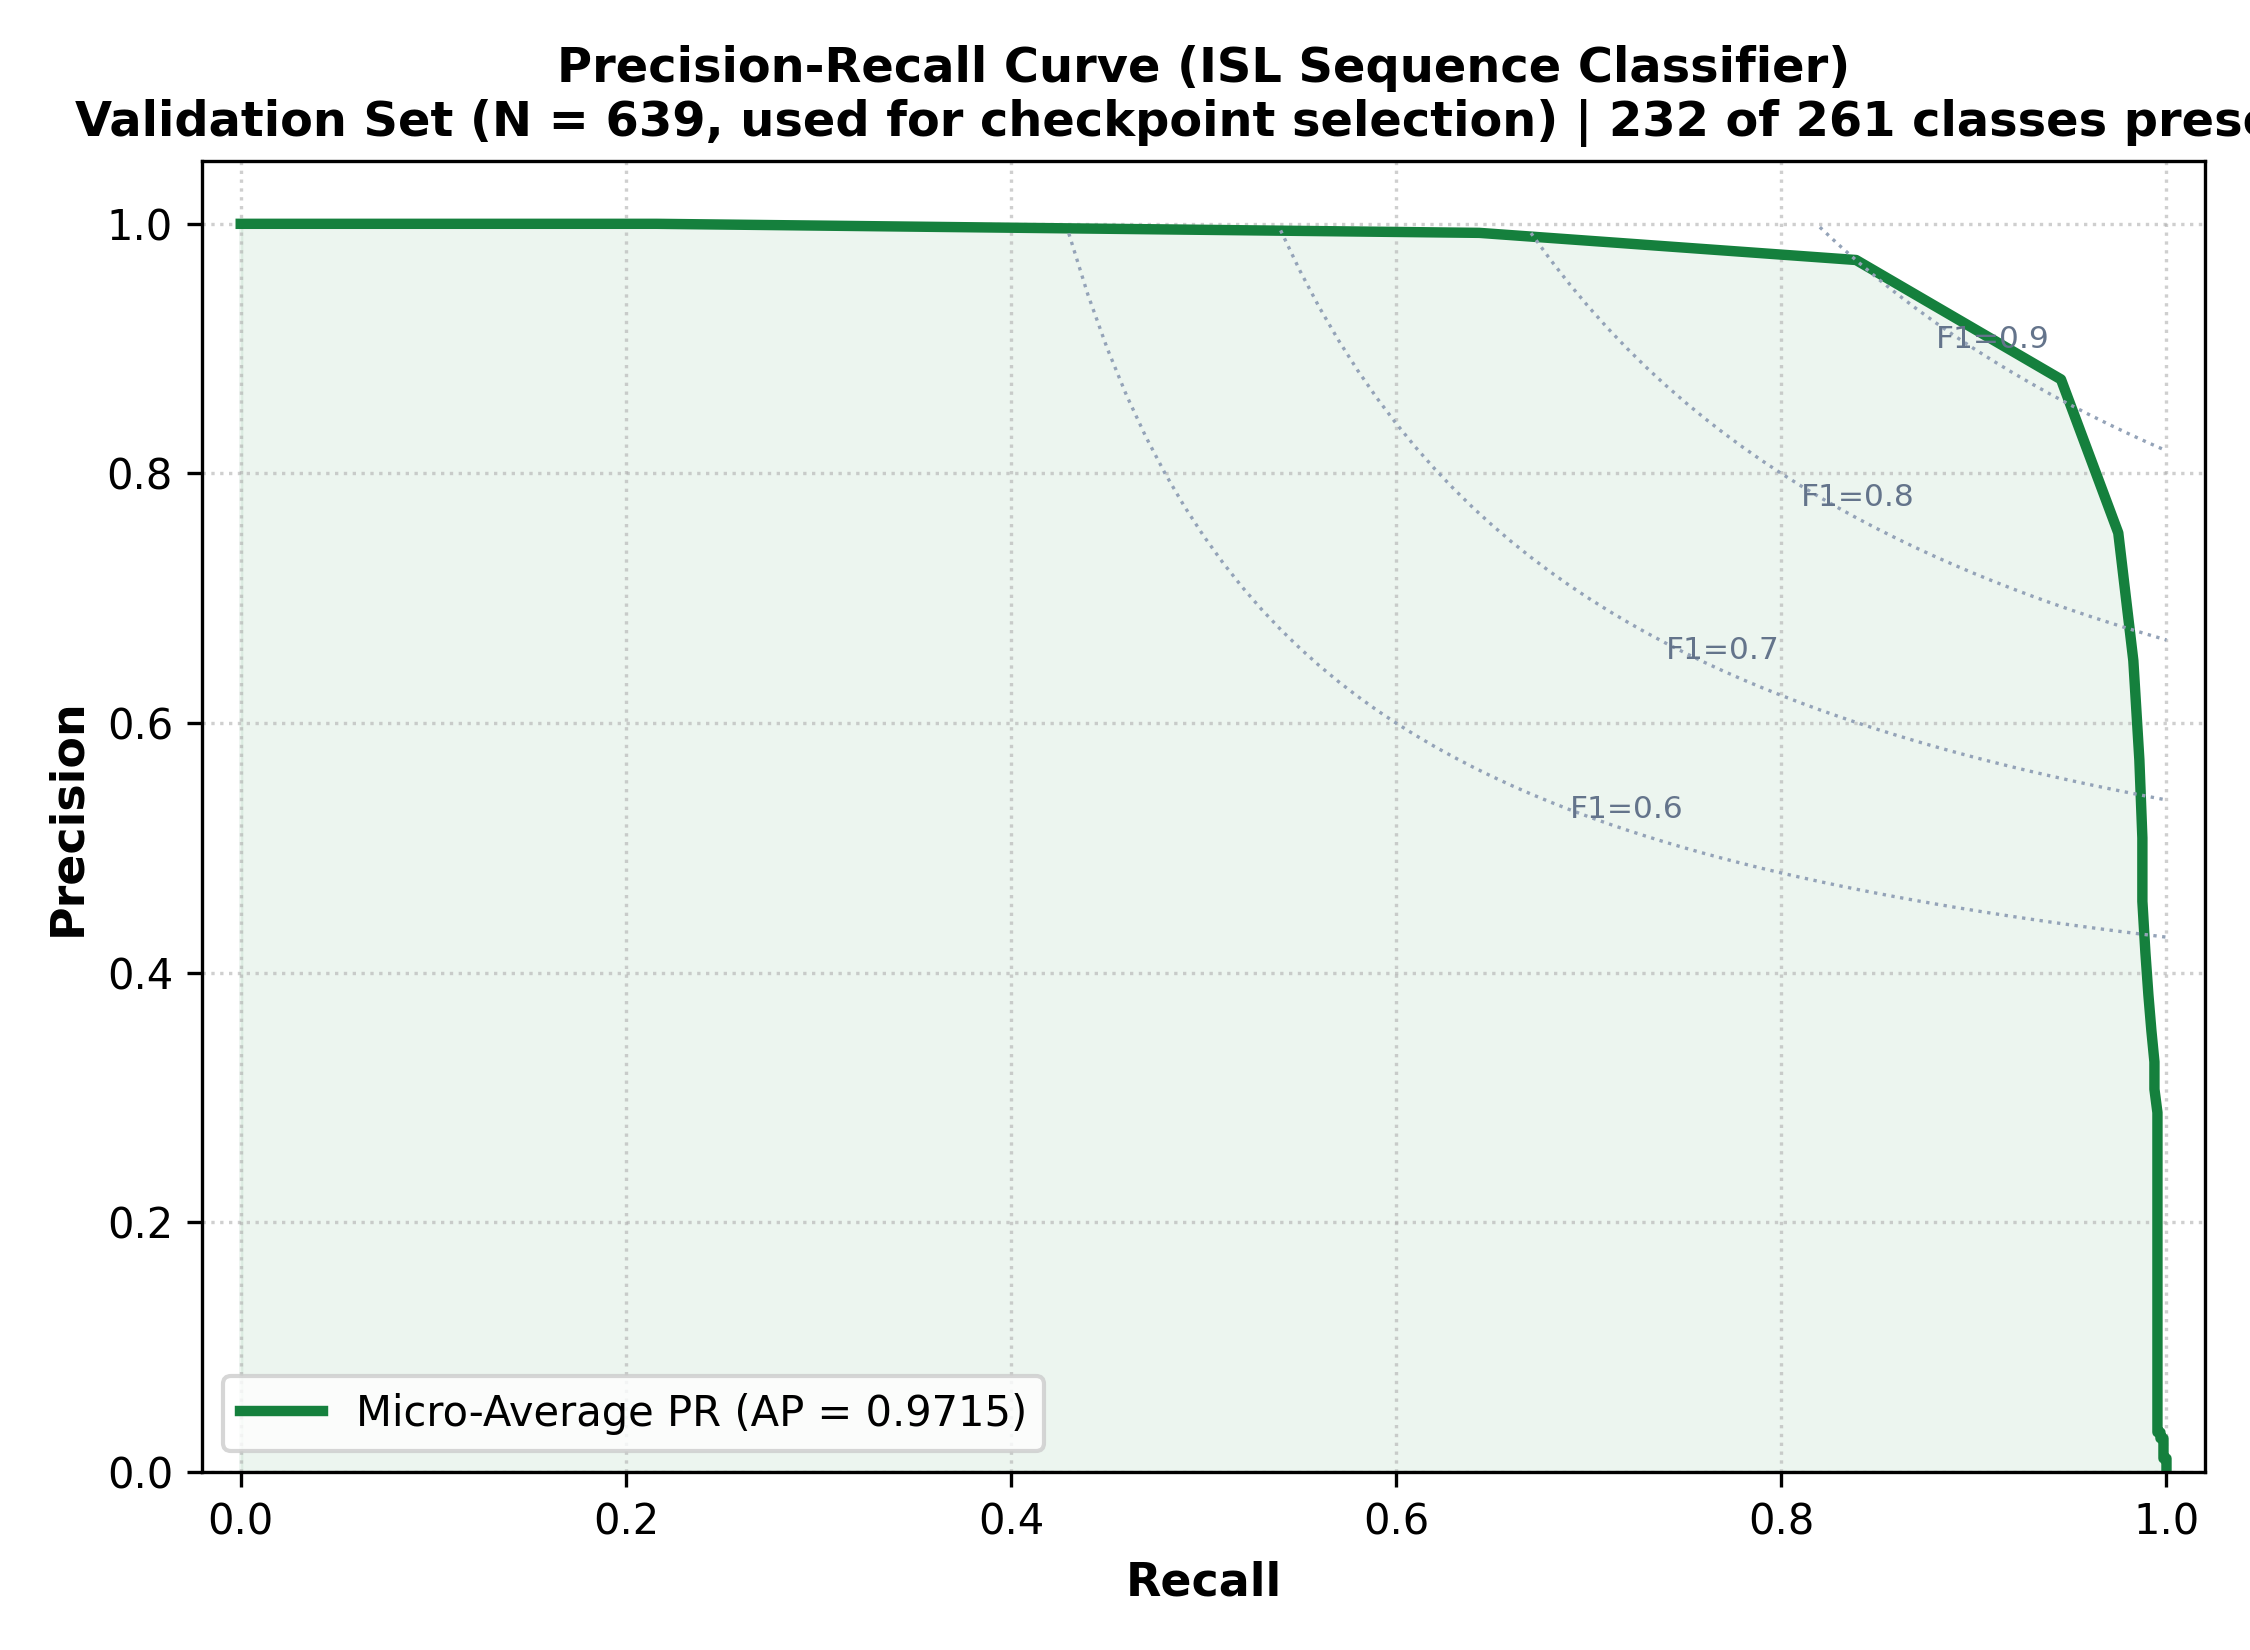 Precision-Recall Curve (ISL Sequence Classifier)
Validation Set (N = 639, used for checkpoint selection) | 232 of 261 classes
1.0
0.8
0.6
0.4
0.2
0.0
Precision
F1=0.9
F1=0.8
F1=0.7
F1=0.6
Micro-Average PR (AP = 0.9715)
0.0 0.2 0.4 0.6 0.8 1.0
Recall